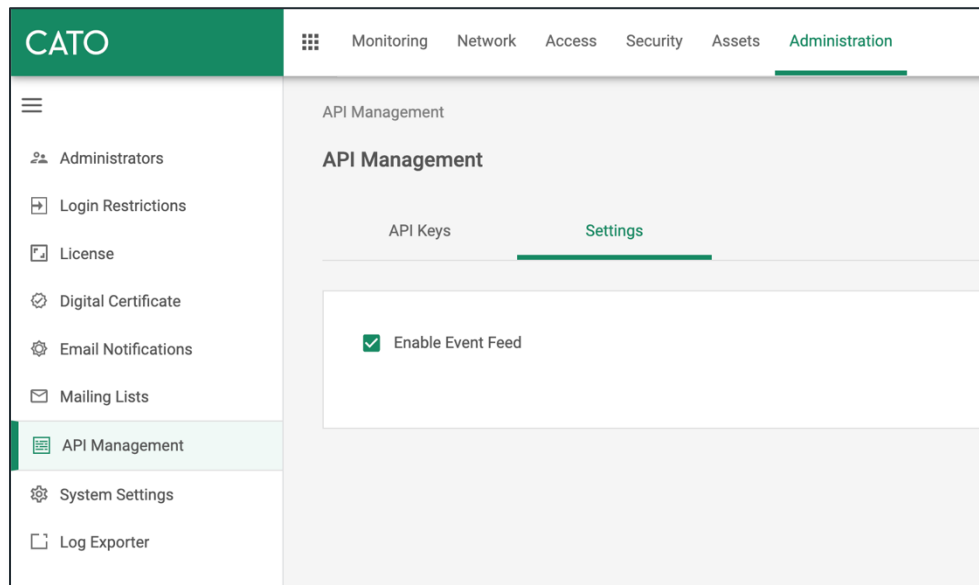 CATO
Monitoring Network Access Security Assets Administration
API Management
API Management
API Keys Settings
Enable Event Feed
Administrators
Login Restrictions
License
Digital Certificate
Email Notifications
Mailing Lists
API Management
System Settings
Log Exporter